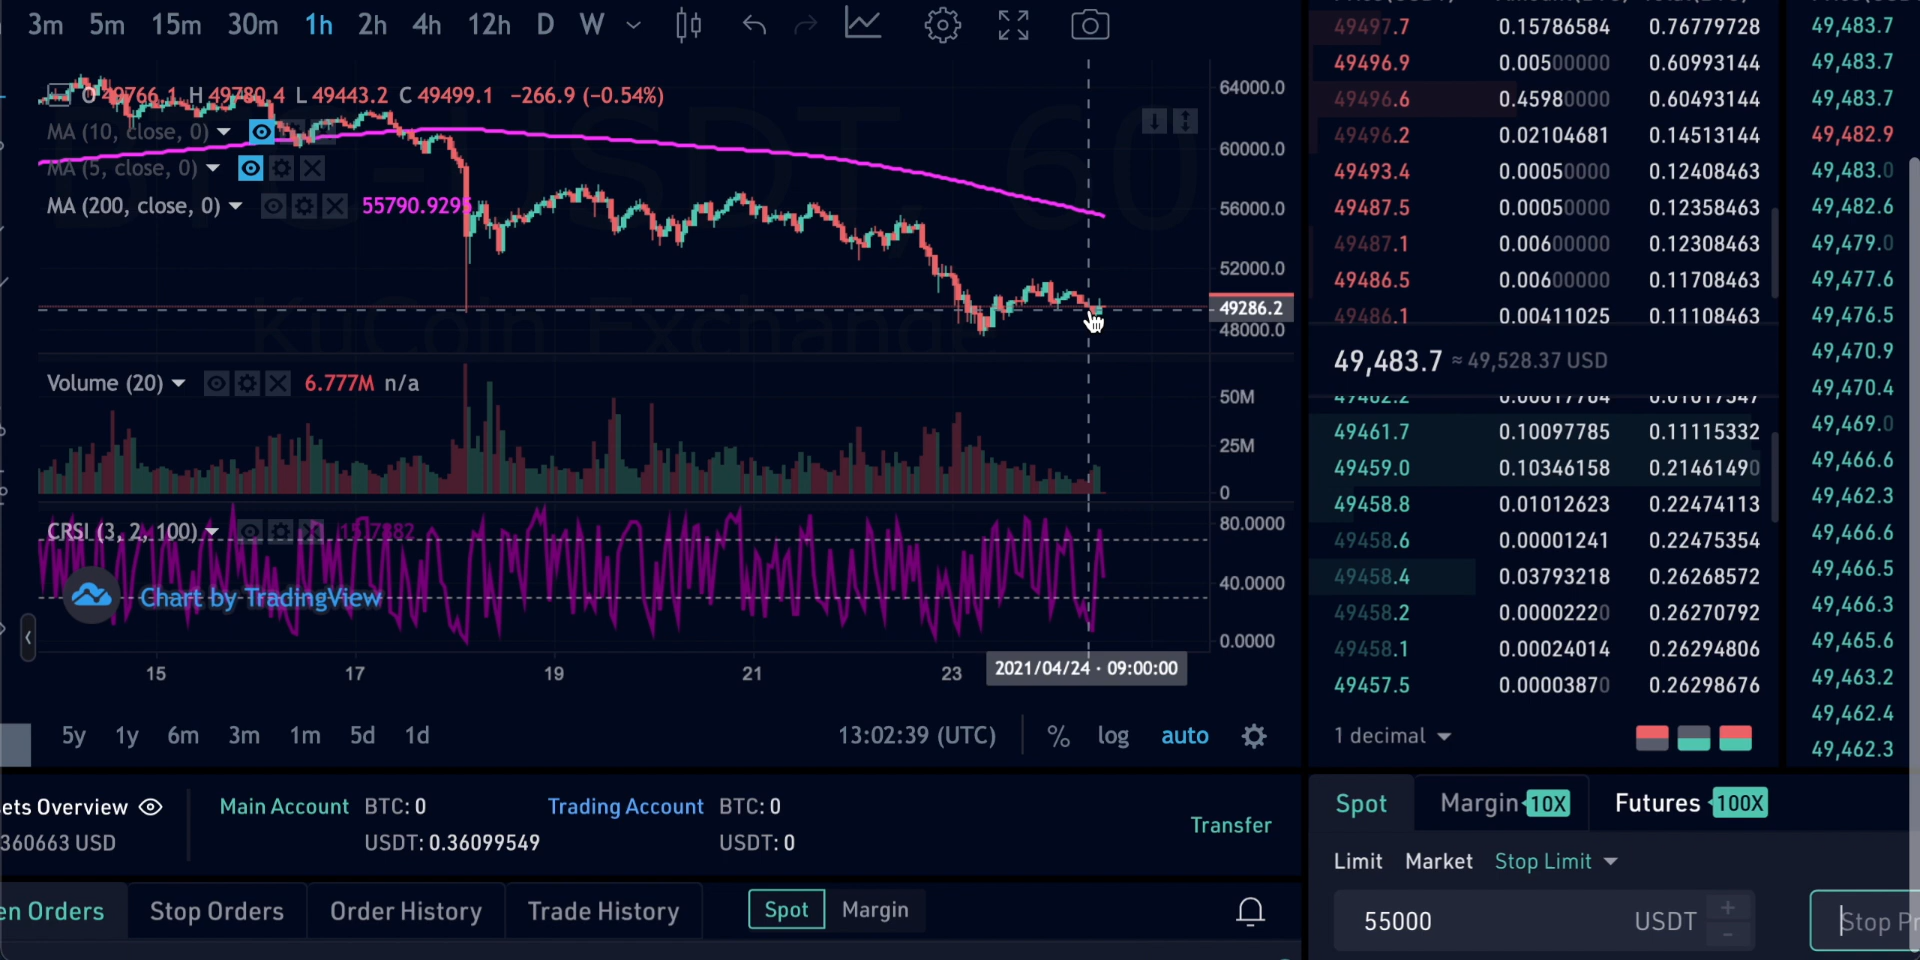 3m 5m 15m 30m 1h 2h 4h 12h D W
O 49766.1 H 49780.4 L 49443.2 C 49499.1 −266.9 (−0.54%)
MA (10, close, 0)
MA (5, close, 0)
MA (200, close, 0) 55790.9295
64000.0
60000.0
56000.0
52000.0
49286.2
48000.0
KuCoin Exchange
Volume (20) 6.777M n/a
50M
25M
0
CRSI (3, 2, 100) 15.7882
80.0000
40.0000
0.0000
Chart by TradingView
15 17 19 21 23 2021/04/24 · 09:00:00
5y 1y 6m 3m 1m 5d 1d 13:02:39 (UTC) % log auto
ets Overview Main Account BTC: 0 Trading Account BTC: 0
360663 USD USDT: 0.36099549 USDT: 0
Transfer
en Orders Stop Orders Order History Trade History Spot Margin
49497.7 0.15786584 0.76779728
49496.9 0.00500000 0.60993144
49496.6 0.45980000 0.60493144
49496.2 0.02104681 0.14513144
49493.4 0.00050000 0.12408463
49487.5 0.00050000 0.12358463
49487.1 0.00600000 0.12308463
49486.5 0.00600000 0.11708463
49486.1 0.00411025 0.11108463
49,483.7 ≈ 49,528.37 USD
49461.7 0.10097785 0.11115332
49459.0 0.10346158 0.21461490
49458.8 0.01012623 0.22474113
49458.6 0.00001241 0.22475354
49458.4 0.03793218 0.26268572
49458.2 0.00002220 0.26270792
49458.1 0.00024014 0.26294806
49457.5 0.00003870 0.26298676
1 decimal
49,483.7
49,483.7
49,483.7
49,482.9
49,483.0
49,482.6
49,479.0
49,477.6
49,476.5
49,470.9
49,470.4
49,469.0
49,466.6
49,462.3
49,466.6
49,466.5
49,466.3
49,465.6
49,463.2
49,462.4
49,462.3
Spot Margin 10X Futures 100X
Limit Market Stop Limit
55000 USDT Stop Pr